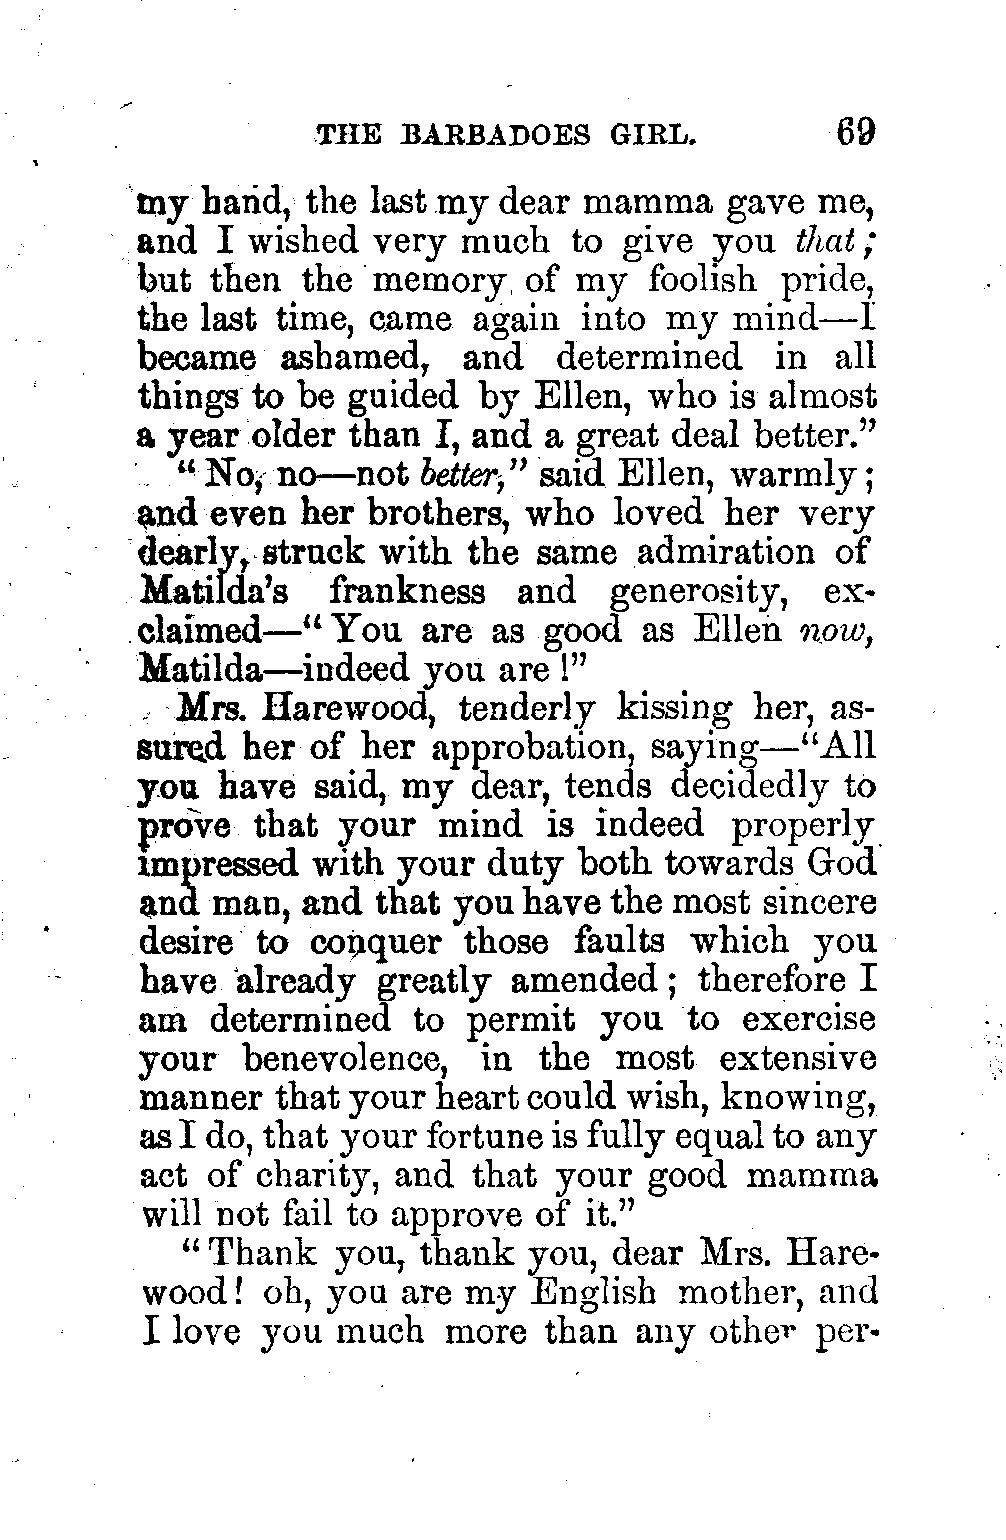 THE BARBADOES GIRL. 69
my hand, the last my dear mamma gave me,
and I wished very much to give you that;
but then the memory of my foolish pride,
the last time, came again into my mind—I
became ashamed, and determined in all
things to be guided by Ellen, who is almost
a year older than I, and a great deal better.”
“No, no—not better,” said Ellen, warmly;
and even her brothers, who loved her very
dearly, struck with the same admiration of
Matilda’s frankness and generosity, ex-
claimed—“You are as good as Ellen now,
Matilda—indeed you are!”
Mrs. Harewood, tenderly kissing her, as-
sured her of her approbation, saying—“All
you have said, my dear, tends decidedly to
prove that your mind is indeed properly
impressed with your duty both towards God
and man, and that you have the most sincere
desire to conquer those faults which you
have already greatly amended; therefore I
am determined to permit you to exercise
your benevolence, in the most extensive
manner that your heart could wish, knowing,
as I do, that your fortune is fully equal to any
act of charity, and that your good mamma
will not fail to approve of it.”
“Thank you, thank you, dear Mrs. Hare-
wood! oh, you are my English mother, and
I love you much more than any other per-